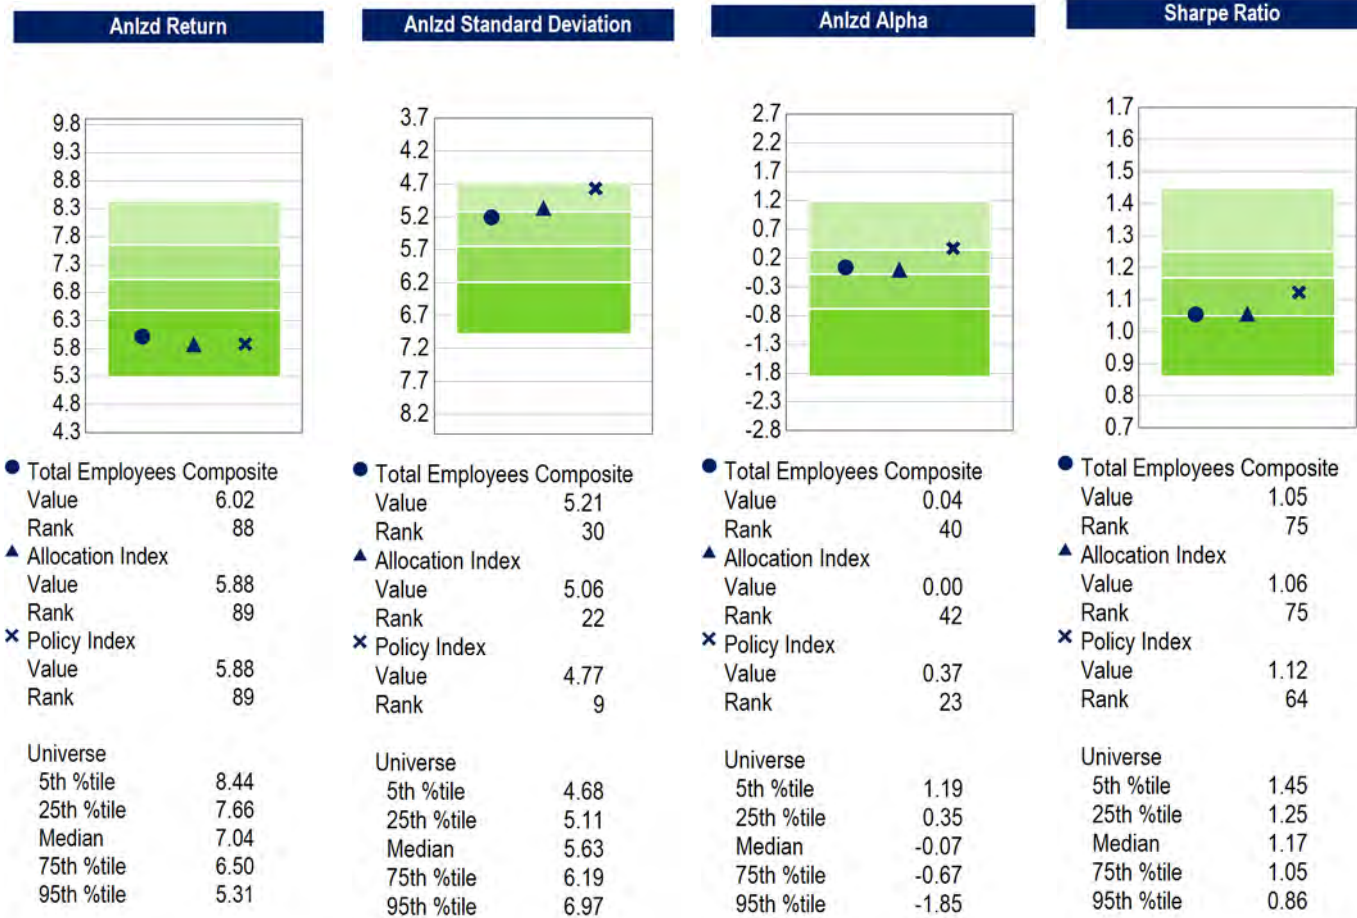 Anlzd Return
9.8
9.3
8.8
8.3
7.8
7.3
6.8
6.3
5.8
5.3
4.8
4.3
Total Employees Composite
Value 6.02
Rank 88
Allocation Index
Value 5.88
Rank 89
Policy Index
Value 5.88
Rank 89
Universe
5th %tile 8.44
25th %tile 7.66
Median 7.04
75th %tile 6.50
95th %tile 5.31
Anlzd Standard Deviation
3.7
4.2
4.7
5.2
5.7
6.2
6.7
7.2
7.7
8.2
Total Employees Composite
Value 5.21
Rank 30
Allocation Index
Value 5.06
Rank 22
Policy Index
Value 4.77
Rank 9
Universe
5th %tile 4.68
25th %tile 5.11
Median 5.63
75th %tile 6.19
95th %tile 6.97
Anlzd Alpha
2.7
2.2
1.7
1.2
0.7
0.2
-0.3
-0.8
-1.3
-1.8
-2.3
-2.8
Total Employees Composite
Value 0.04
Rank 40
Allocation Index
Value 0.00
Rank 42
Policy Index
Value 0.37
Rank 23
Universe
5th %tile 1.19
25th %tile 0.35
Median -0.07
75th %tile -0.67
95th %tile -1.85
Sharpe Ratio
1.7
1.6
1.5
1.4
1.3
1.2
1.1
1.0
0.9
0.8
0.7
Total Employees Composite
Value 1.05
Rank 75
Allocation Index
Value 1.06
Rank 75
Policy Index
Value 1.12
Rank 64
Universe
5th %tile 1.45
25th %tile 1.25
Median 1.17
75th %tile 1.05
95th %tile 0.86